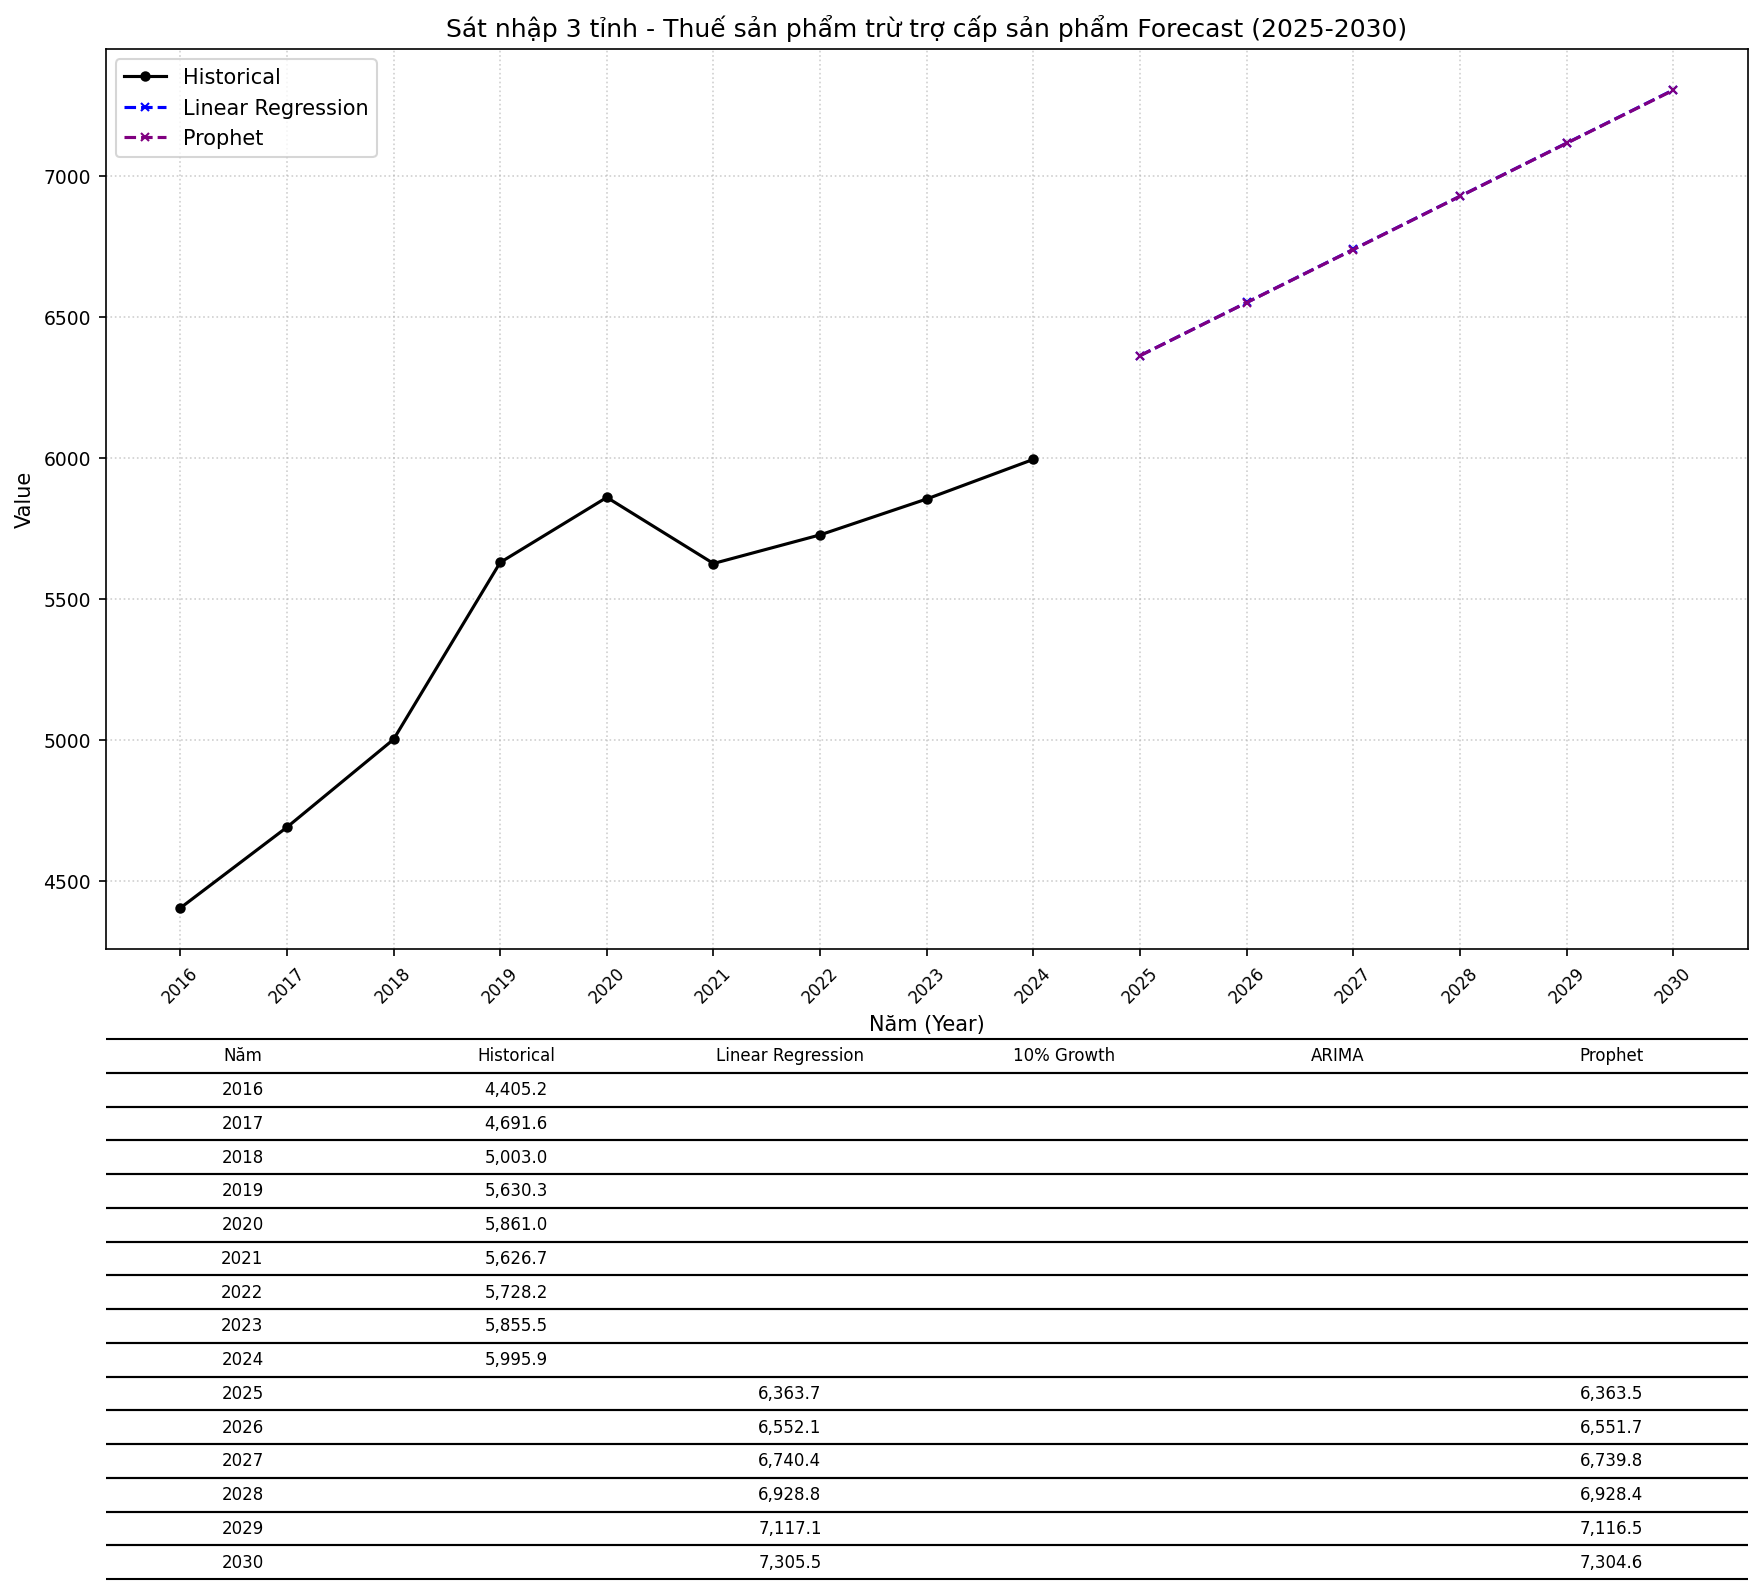 Sát nhập 3 tỉnh - Thuế sản phẩm trừ trợ cấp sản phẩm Forecast (2025-2030)
Historical
Linear Regression
Prophet
Value
7000
6500
6000
5500
5000
4500
2016 2017 2018 2019 2020 2021 2022 2023 2024 2025 2026 2027 2028 2029 2030
Năm (Year)
Năm Historical Linear Regression 10% Growth ARIMA Prophet
2016 4,405.2
2017 4,691.6
2018 5,003.0
2019 5,630.3
2020 5,861.0
2021 5,626.7
2022 5,728.2
2023 5,855.5
2024 5,995.9
2025 6,363.7 6,363.5
2026 6,552.1 6,551.7
2027 6,740.4 6,739.8
2028 6,928.8 6,928.4
2029 7,117.1 7,116.5
2030 7,305.5 7,304.6